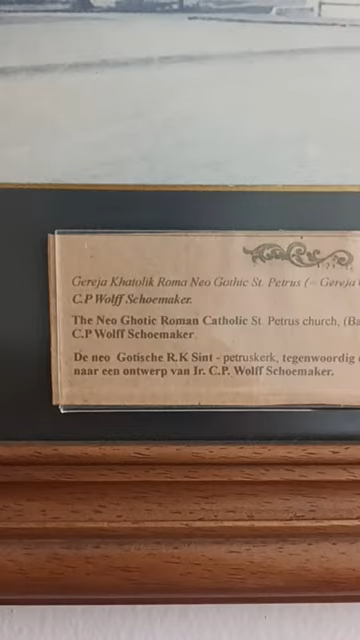 Gereja Khatolik Roma Neo Gothic St. Petrus (= Gereja
C.P Wolff Schoemaker.
The Neo Ghotic Roman Catholic St. Petrus church, (Ba
C.P Wolff Schoemaker.
De neo Gotische R.K Sint - petruskerk, tegenwoordig
naar een ontwerp van Ir. C.P. Wolff Schoemaker.